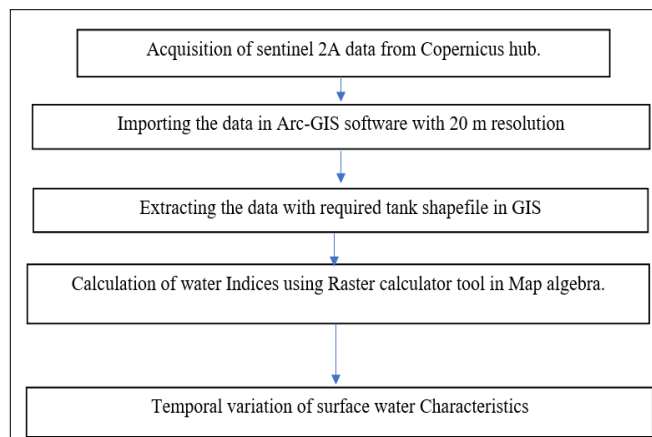 Acquisition of sentinel 2A data from Copernicus hub.
Importing the data in Arc-GIS software with 20 m resolution
Extracting the data with required tank shapefile in GIS
Calculation of water Indices using Raster calculator tool in Map algebra.
Temporal variation of surface water Characteristics